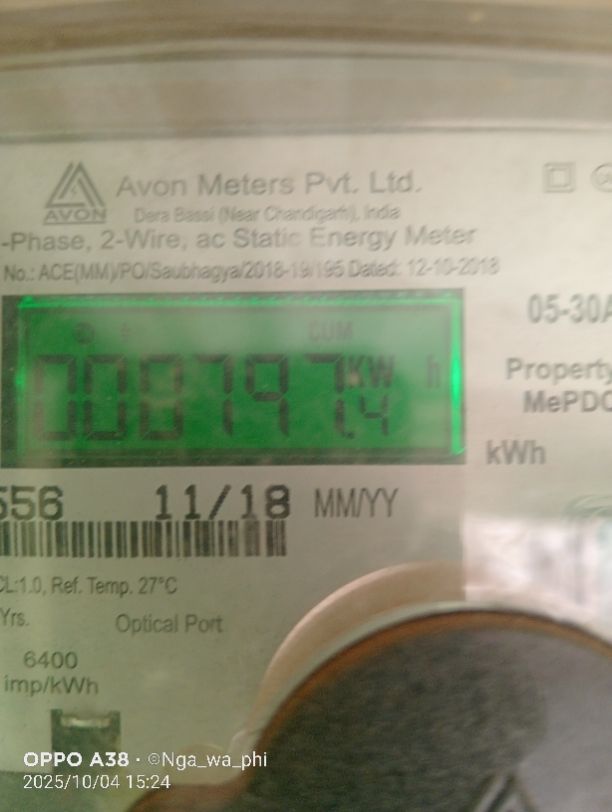 Avon Meters Pvt. Ltd.
AVON
Dera Bassi (Near Chandigarh), India
-Phase, 2-Wire, ac Static Energy Meter
No.: ACE(MM)/PO/Saubhagya/2018-19/195 Dated: 12-10-2018
05-30A
CUM
kW h
Property
MePDC
kWh
556 11/18 MM/YY
CL:1.0, Ref. Temp. 27°C
Yrs.
Optical Port
6400
imp/kWh
OPPO A38 · ©Nga_wa_phi
2025/10/04 15:24